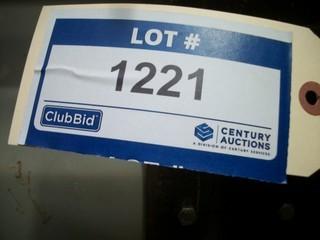 LOT #
1221
ClubBid
CENTURY
AUCTIONS
A DIVISION OF CENTURY SERVICES